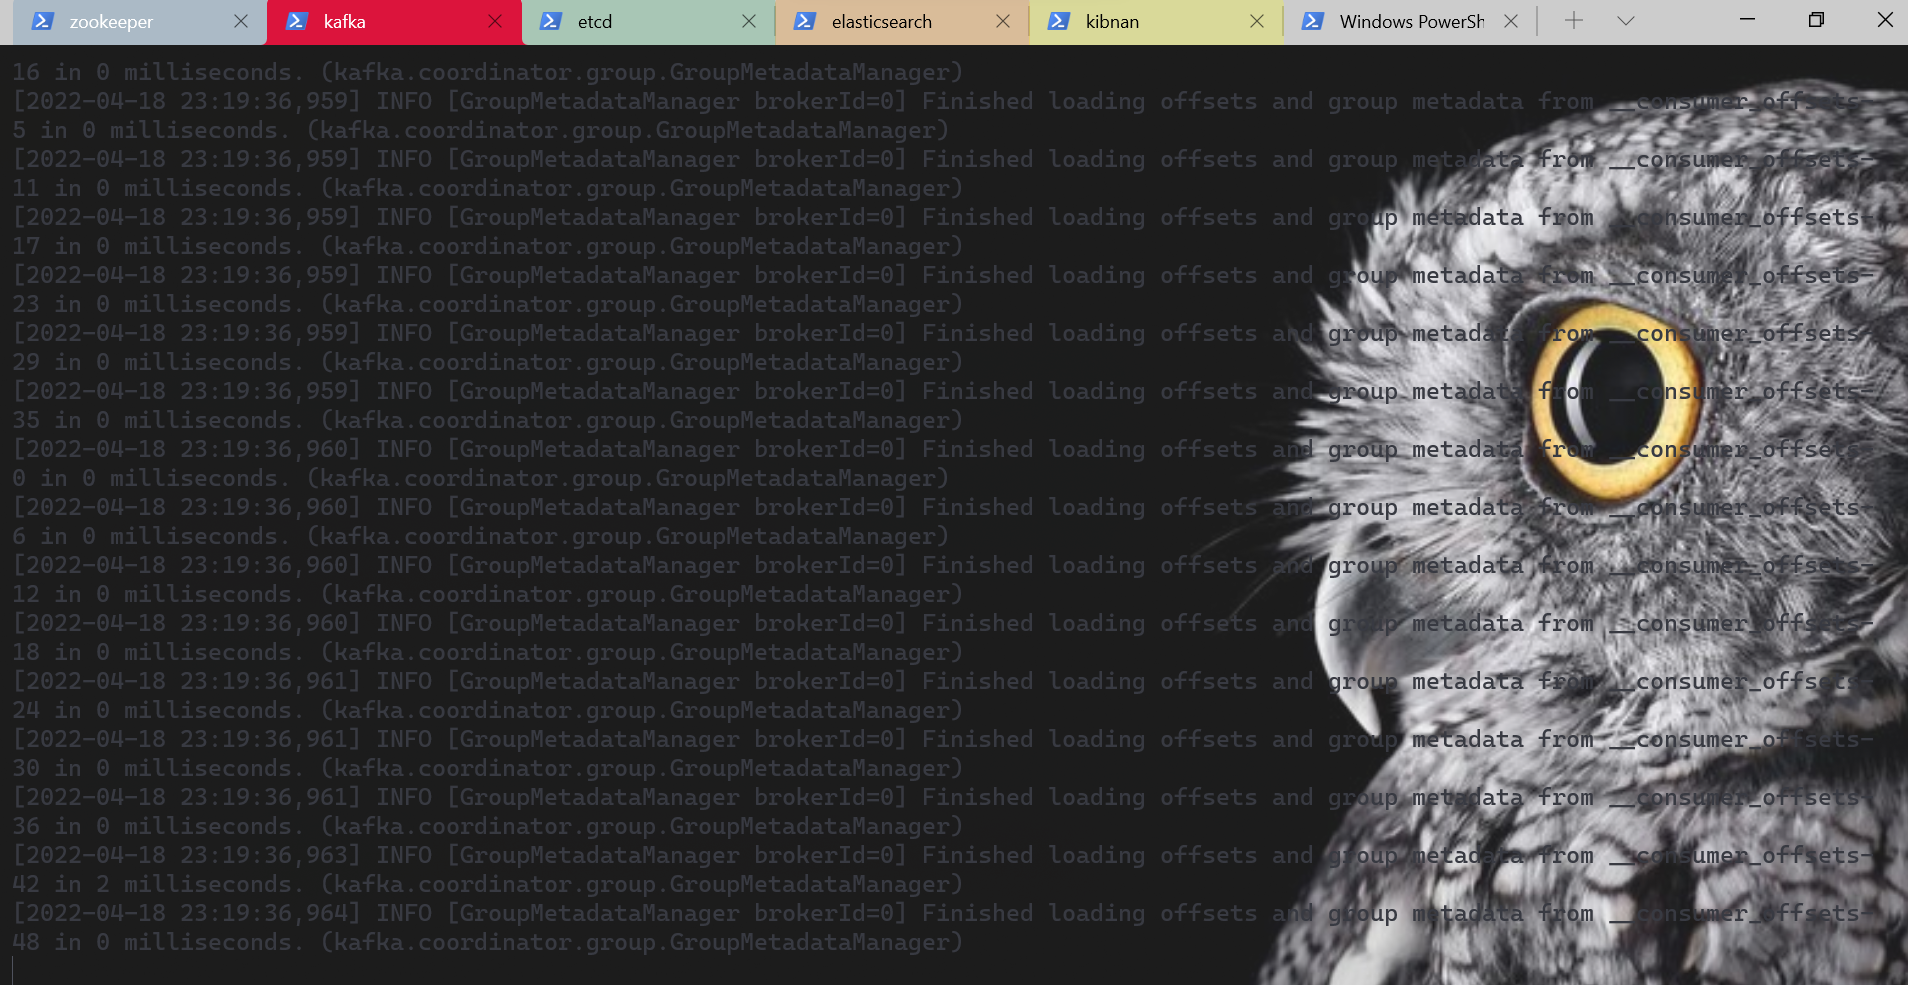 zookeeper
kafka
etcd
elasticsearch
kibnan
Windows PowerSh
16 in 0 milliseconds. (kafka.coordinator.group.GroupMetadataManager)
[2022-04-18 23:19:36,959] INFO [GroupMetadataManager brokerId=0] Finished loading offsets and group metadata from __consumer_offsets-
5 in 0 milliseconds. (kafka.coordinator.group.GroupMetadataManager)
[2022-04-18 23:19:36,959] INFO [GroupMetadataManager brokerId=0] Finished loading offsets and group metadata from __consumer_offsets-
11 in 0 milliseconds. (kafka.coordinator.group.GroupMetadataManager)
[2022-04-18 23:19:36,959] INFO [GroupMetadataManager brokerId=0] Finished loading offsets and group metadata from __consumer_offsets-
17 in 0 milliseconds. (kafka.coordinator.group.GroupMetadataManager)
[2022-04-18 23:19:36,959] INFO [GroupMetadataManager brokerId=0] Finished loading offsets and group metadata from __consumer_offsets-
23 in 0 milliseconds. (kafka.coordinator.group.GroupMetadataManager)
[2022-04-18 23:19:36,959] INFO [GroupMetadataManager brokerId=0] Finished loading offsets and group metadata from __consumer_offsets-
29 in 0 milliseconds. (kafka.coordinator.group.GroupMetadataManager)
[2022-04-18 23:19:36,959] INFO [GroupMetadataManager brokerId=0] Finished loading offsets and group metadata from __consumer_offsets-
35 in 0 milliseconds. (kafka.coordinator.group.GroupMetadataManager)
[2022-04-18 23:19:36,960] INFO [GroupMetadataManager brokerId=0] Finished loading offsets and group metadata from __consumer_offsets-
0 in 0 milliseconds. (kafka.coordinator.group.GroupMetadataManager)
[2022-04-18 23:19:36,960] INFO [GroupMetadataManager brokerId=0] Finished loading offsets and group metadata from __consumer_offsets-
6 in 0 milliseconds. (kafka.coordinator.group.GroupMetadataManager)
[2022-04-18 23:19:36,960] INFO [GroupMetadataManager brokerId=0] Finished loading offsets and group metadata from __consumer_offsets-
12 in 0 milliseconds. (kafka.coordinator.group.GroupMetadataManager)
[2022-04-18 23:19:36,960] INFO [GroupMetadataManager brokerId=0] Finished loading offsets and group metadata from __consumer_offsets-
18 in 0 milliseconds. (kafka.coordinator.group.GroupMetadataManager)
[2022-04-18 23:19:36,961] INFO [GroupMetadataManager brokerId=0] Finished loading offsets and group metadata from __consumer_offsets-
24 in 0 milliseconds. (kafka.coordinator.group.GroupMetadataManager)
[2022-04-18 23:19:36,961] INFO [GroupMetadataManager brokerId=0] Finished loading offsets and group metadata from __consumer_offsets-
30 in 0 milliseconds. (kafka.coordinator.group.GroupMetadataManager)
[2022-04-18 23:19:36,961] INFO [GroupMetadataManager brokerId=0] Finished loading offsets and group metadata from __consumer_offsets-
36 in 0 milliseconds. (kafka.coordinator.group.GroupMetadataManager)
[2022-04-18 23:19:36,963] INFO [GroupMetadataManager brokerId=0] Finished loading offsets and group metadata from __consumer_offsets-
42 in 2 milliseconds. (kafka.coordinator.group.GroupMetadataManager)
[2022-04-18 23:19:36,964] INFO [GroupMetadataManager brokerId=0] Finished loading offsets and group metadata from __consumer_offsets-
48 in 0 milliseconds. (kafka.coordinator.group.GroupMetadataManager)